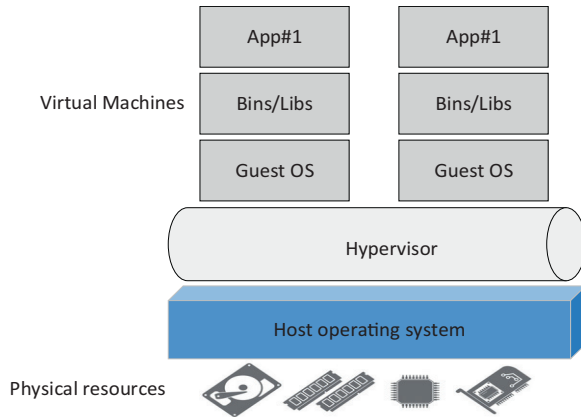 App#1
App#1
Virtual Machines
Bins/Libs
Bins/Libs
Guest OS
Guest OS
Hypervisor
Host operating system
Physical resources